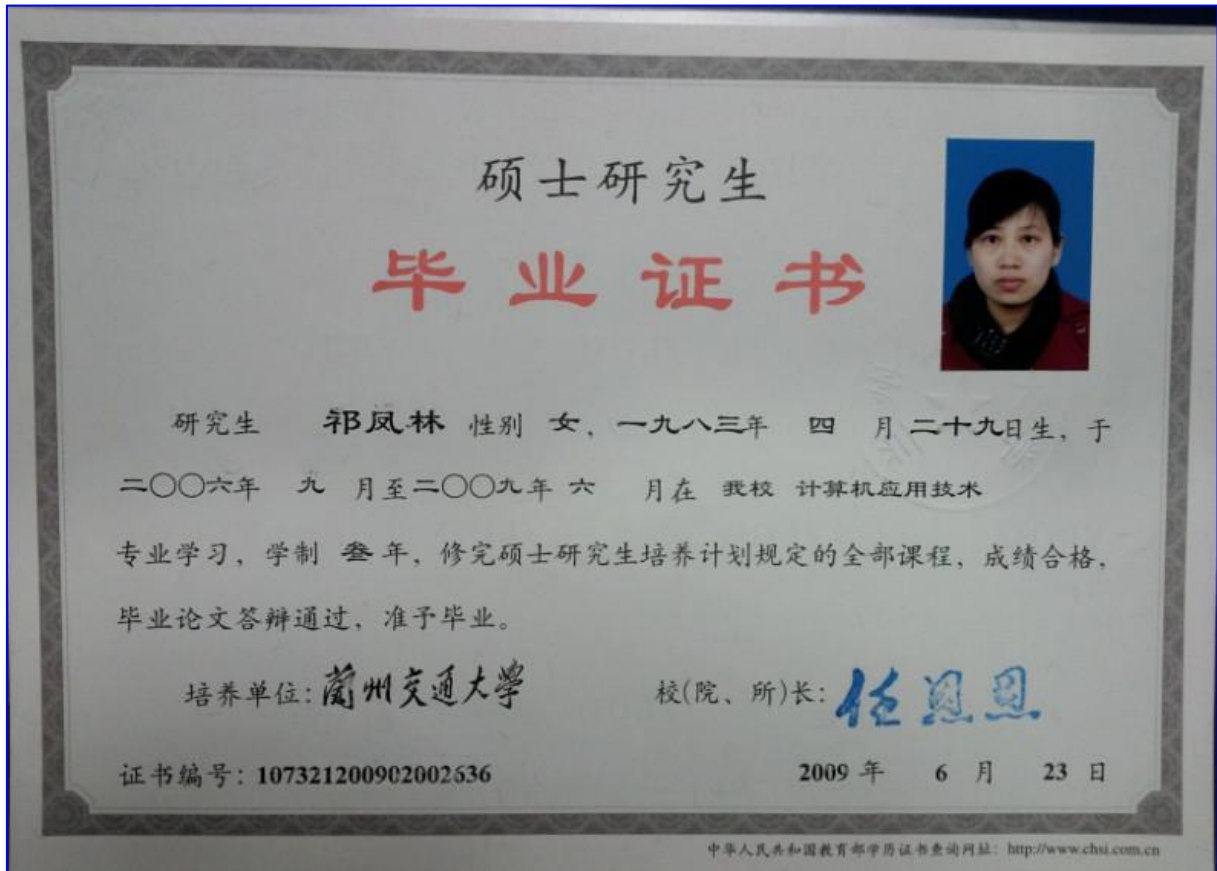 硕士研究生
毕业证书
研究生 祁凤林 性别 女，一九八三年 四 月 二十九日生，于
二〇〇六年 九 月至二〇〇九年 六 月在 我校 计算机应用技术
专业学习，学制 叁 年，修完硕士研究生培养计划规定的全部课程，成绩合格，
毕业论文答辩通过，准予毕业。
培养单位：蘭州交通大學 校(院、所)长：任恩恩
证书编号：107321200902002636 2009 年 6 月 23 日
中华人民共和国教育部学历证书查询网址：http://www.chsi.com.cn